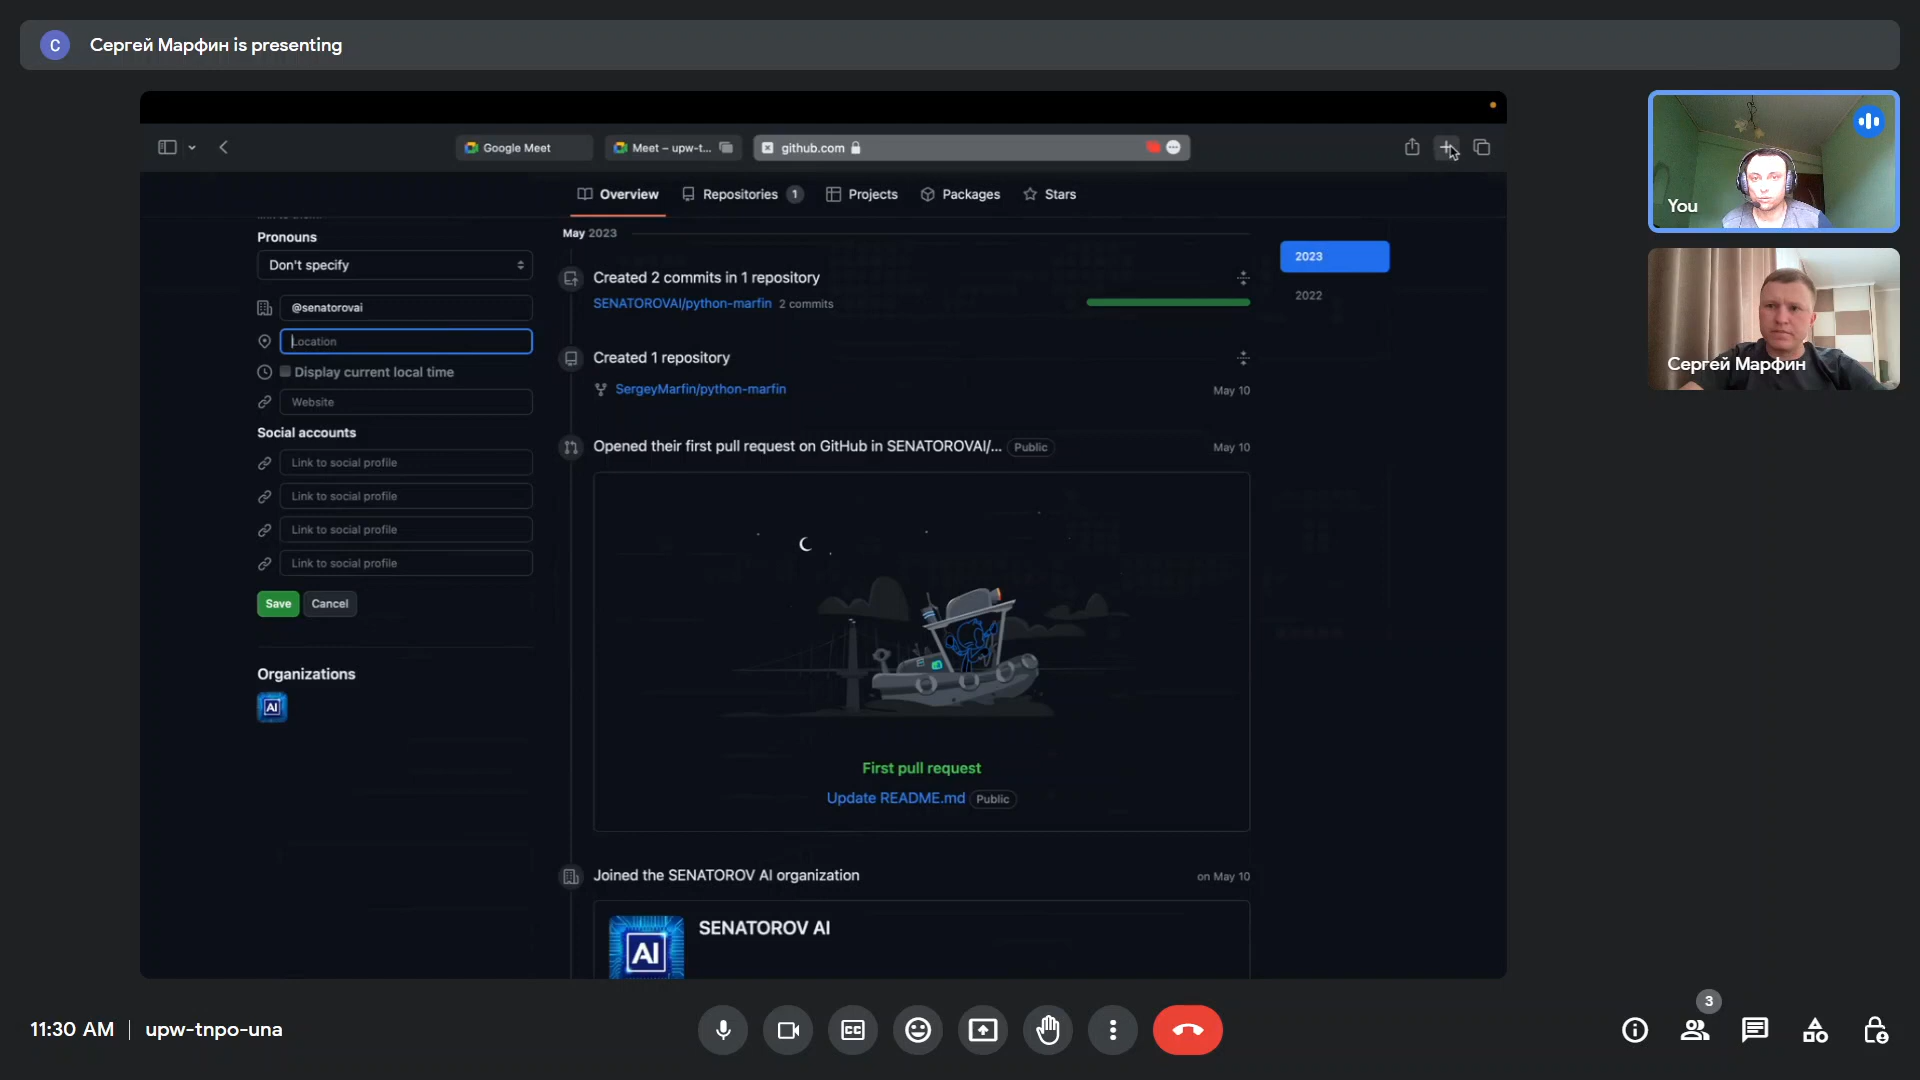 С Сергей Марфин is presenting
Google Meet
Meet – upw-t...
github.com
Overview
Repositories 1
Projects
Packages
Stars
Pronouns
Don't specify
@senatorovai
Location
Display current local time
Website
Social accounts
Link to social profile
Link to social profile
Link to social profile
Link to social profile
Save
Cancel
Organizations
AI
May 2023
Created 2 commits in 1 repository
SENATOROVAI/python-marfin 2 commits
Created 1 repository
SergeyMarfin/python-marfin May 10
Opened their first pull request on GitHub in SENATOROVAI/... Public May 10
First pull request
Update README.md Public
Joined the SENATOROV AI organization on May 10
AI
SENATOROV AI
2023
2022
You
Сергей Марфин
11:30 AM | upw-tnpo-una
CC
3